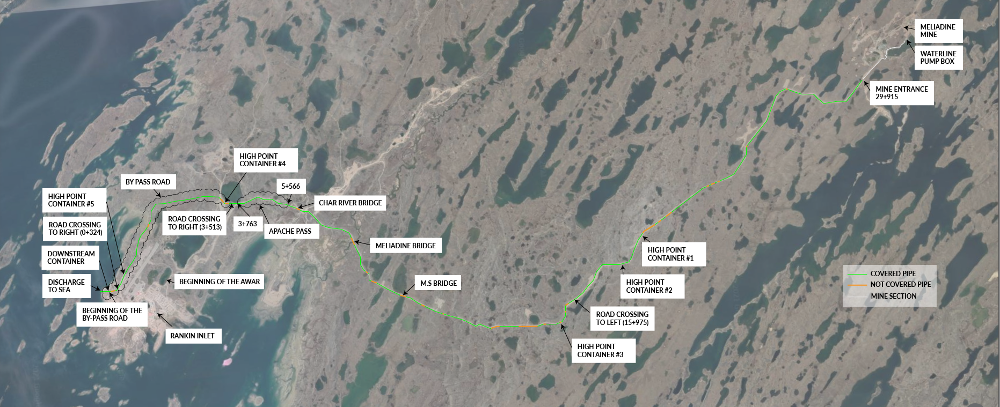 MELIADINE
MINE
WATERLINE
PUMP BOX
MINE ENTRANCE
29+915
HIGH POINT
CONTAINER #4
BY PASS ROAD
5+566
HIGH POINT
CONTAINER #5
CHAR RIVER BRIDGE
ROAD CROSSING
TO RIGHT (3+513)
3+763
ROAD CROSSING
TO RIGHT (0+324)
APACHE PASS
MELIADINE BRIDGE
DOWNSTREAM
CONTAINER
HIGH POINT
CONTAINER #1
DISCHARGE
TO SEA
BEGINNING OF THE AWAR
M.S BRIDGE
HIGH POINT
CONTAINER #2
COVERED PIPE
NOT COVERED PIPE
MINE SECTION
BEGINNING OF THE
BY-PASS ROAD
ROAD CROSSING
TO LEFT (15+975)
RANKIN INLET
HIGH POINT
CONTAINER #3